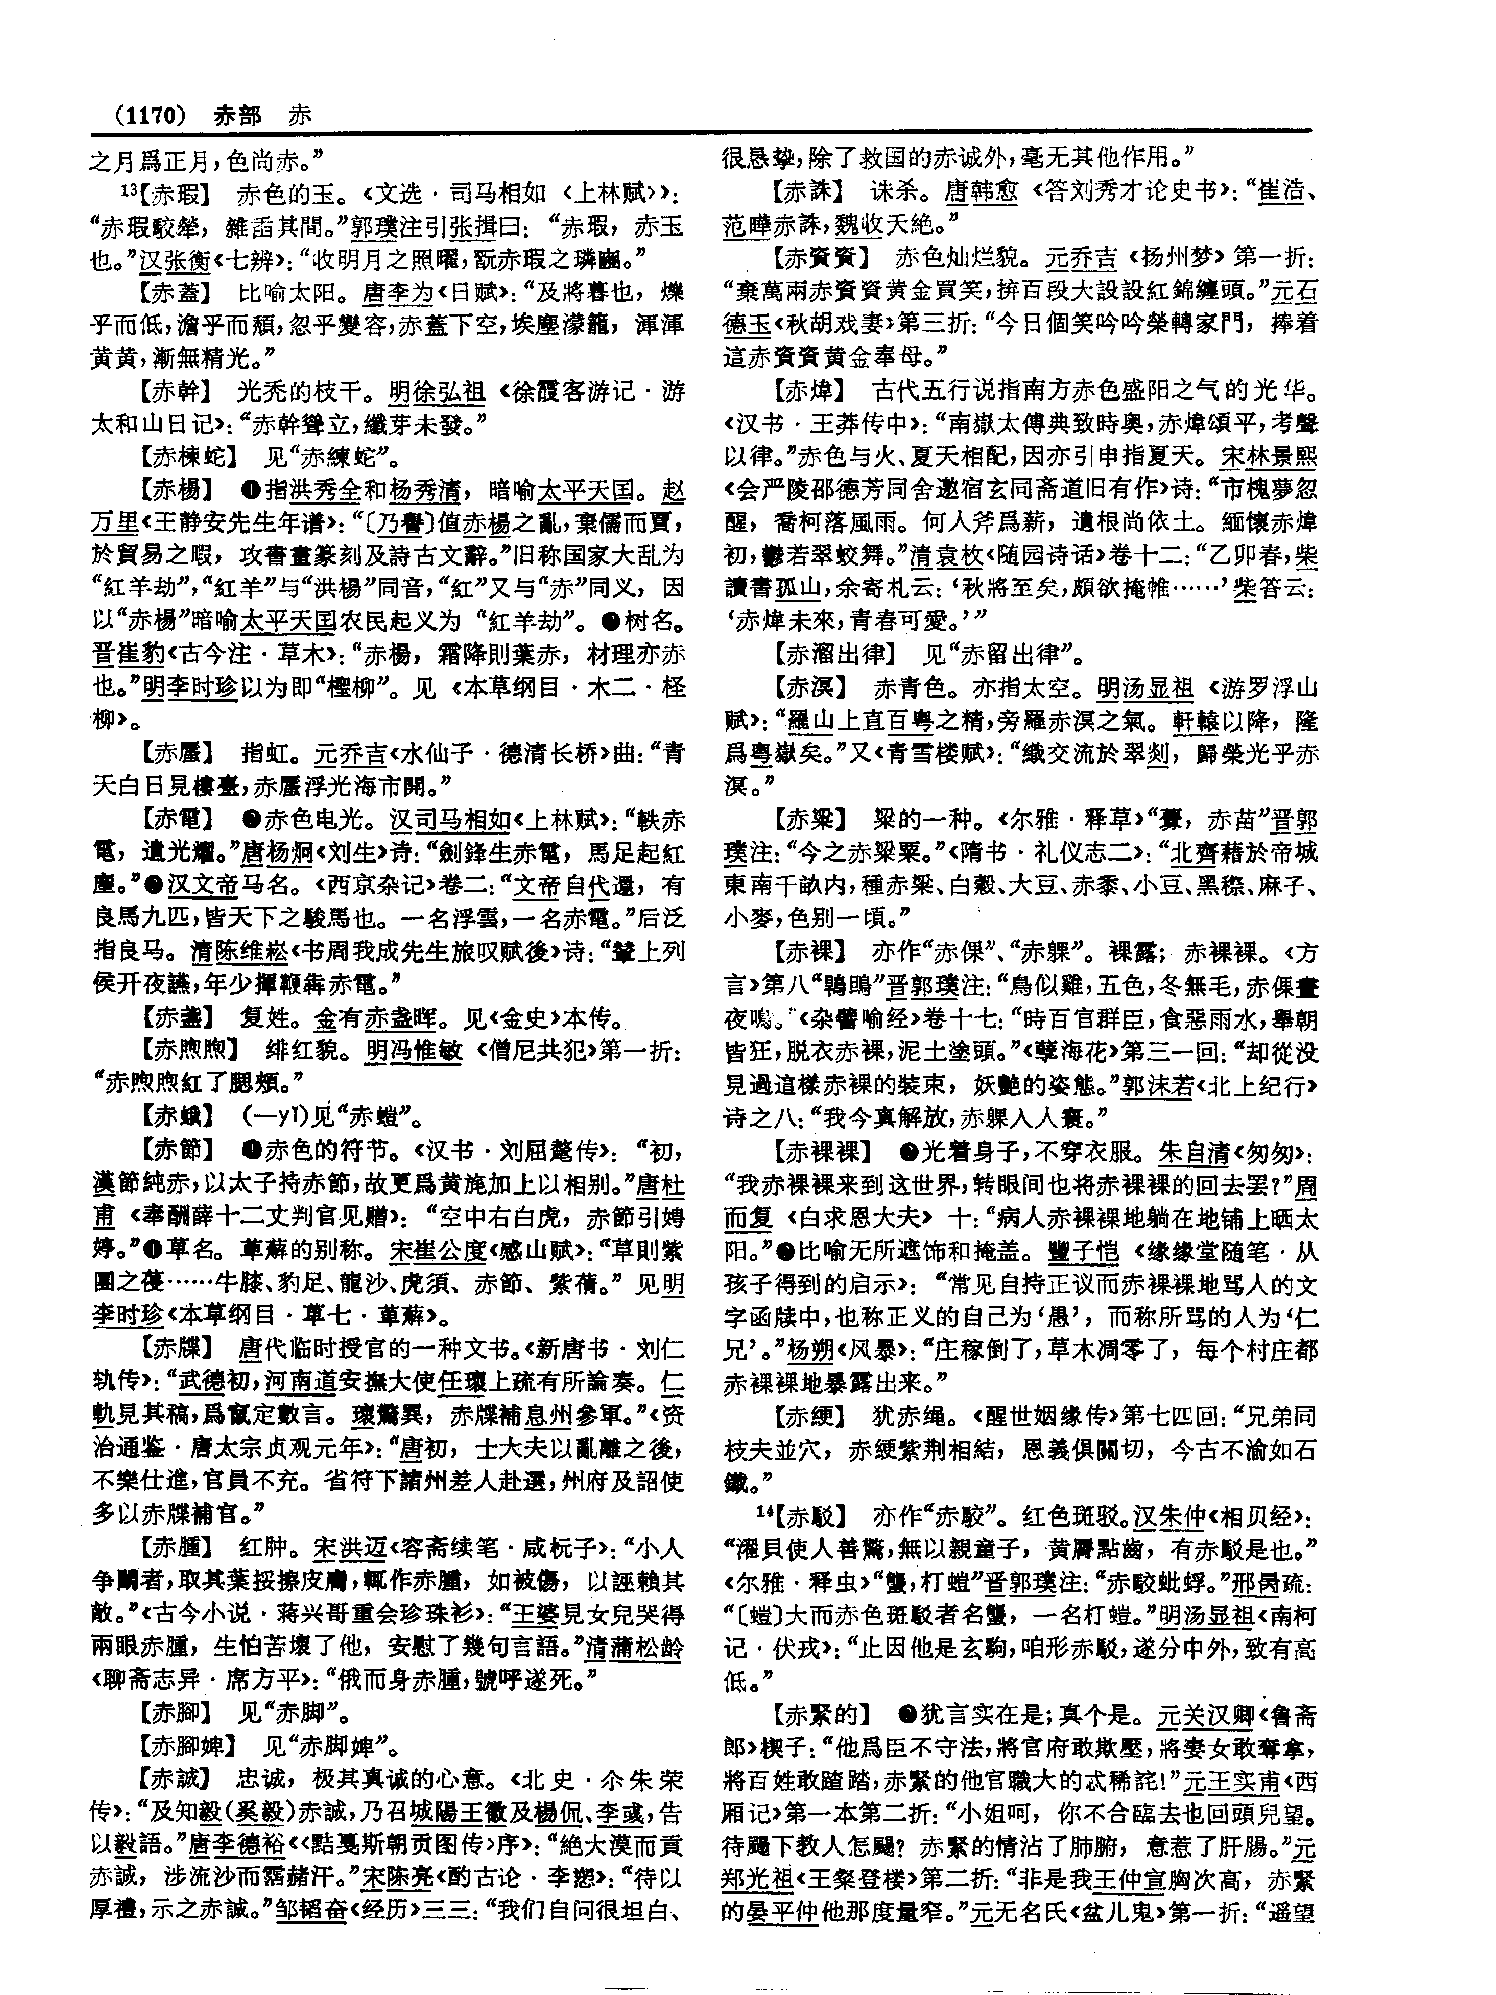 （1170） 赤部 赤
之月爲正月，色尚赤。”
13【赤瑕】 赤色的玉。《文选·司马相如〈上林赋〉》：
“赤瑕駮犖，雜臿其間。”郭璞注引张揖曰：“赤瑕，赤玉
也。”汉张衡《七辨》：“收明月之照曜，翫赤瑕之璘豳。”
【赤蓋】 比喻太阳。唐李为《日赋》：“及將暮也，爍
乎而低，澹乎而頽，忽乎變容，赤蓋下空，埃塵濛籠，渾渾
黄黄，漸無精光。”
【赤幹】 光秃的枝干。明徐弘祖《徐霞客游记·游
太和山日记》：“赤幹聳立，纖芽未發。”
【赤楝蛇】 见“赤練蛇”。
【赤楊】 ❶指洪秀全和杨秀清，暗喻太平天国。赵
万里《王静安先生年谱》：“〔乃譽〕值赤楊之亂，棄儒而賈，
於貿易之暇，攻書畫篆刻及詩古文辭。”旧称国家大乱为
“紅羊劫”，“紅羊”与“洪楊”同音，“紅”又与“赤”同义，因
以“赤楊”暗喻太平天囯农民起义为“紅羊劫”。❷树名。
晋崔豹《古今注·草木》：“赤楊，霜降則葉赤，材理亦赤
也。”明李时珍以为即“檉柳”。见《本草纲目·木二·柽
柳》。
【赤蜃】 指虹。元乔吉《水仙子·德清长桥》曲：“青
天白日見樓臺，赤蜃浮光海市開。”
【赤電】 ❶赤色电光。汉司马相如《上林赋》：“軼赤
電，遺光耀。”唐杨炯《刘生》诗：“劍鋒生赤電，馬足起紅
塵。”❷汉文帝马名。《西京杂记》卷二：“文帝自代還，有
良馬九匹，皆天下之駿馬也。一名浮雲，一名赤電。”后泛
指良马。清陈维崧《书周我成先生旅叹赋後》诗：“輦上列
侯开夜讌，年少揮鞭犇赤電。”
【赤盞】 复姓。金有赤盏晖。见《金史》本传。
【赤煦煦】 绯红貌。明冯惟敏《僧尼共犯》第一折：
“赤煦煦紅了腮頰。”
【赤蛾】 （—yǐ）见“赤螘”。
【赤節】 ❶赤色的符节。《汉书·刘屈氂传》：“初，
漢節純赤，以太子持赤節，故更爲黄旄加上以相别。”唐杜
甫《奉酬薛十二丈判官见赠》：“空中右白虎，赤節引娉
婷。”❷草名。萆薢的别称。宋崔公度《感山赋》：“草則紫
團之葠……牛膝、豹足、龍沙、虎須、赤節、紫蒨。”见明
李时珍《本草纲目·草七·萆薢》。
【赤牒】 唐代临时授官的一种文书。《新唐书·刘仁
轨传》：“武德初，河南道安撫大使任瓌上疏有所論奏。仁
軌見其稿，爲竄定數言。瓌驚異，赤牒補息州參軍。”《资
治通鉴·唐太宗贞观元年》：“唐初，士大夫以亂離之後，
不樂仕進，官員不充。省符下諸州差人赴選，州府及詔使
多以赤牒補官。”
【赤腫】 红肿。宋洪迈《容斋续笔·咸杬子》：“小人
争鬭者，取其葉挼擦皮膚，輒作赤腫，如被傷，以誣賴其
敵。”《古今小说·蒋兴哥重会珍珠衫》：“王婆見女兒哭得
兩眼赤腫，生怕苦壞了他，安慰了幾句言語。”清蒲松龄
《聊斋志异·席方平》：“俄而身赤腫，號呼遂死。”
【赤腳】 见“赤脚”。
【赤腳婢】 见“赤脚婢”。
【赤誠】 忠诚，极其真诚的心意。《北史·尒朱荣
传》：“及知毅（奚毅）赤誠，乃召城陽王徽及楊侃、李彧，告
以毅語。”唐李德裕《〈黠戛斯朝贡图传〉序》：“絶大漠而貢
赤誠，涉流沙而霑赭汗。”宋陈亮《酌古论·李愬》：“待以
厚禮，示之赤誠。”邹韬奋《经历》三三：“我们自问很坦白、
很恳挚，除了救国的赤诚外，毫无其他作用。”
【赤誅】 诛杀。唐韩愈《答刘秀才论史书》：“崔浩、
范曄赤誅，魏收夭絶。”
【赤資資】 赤色灿烂貌。元乔吉《扬州梦》第一折：
“棄萬兩赤資資黄金買笑，拚百段大設設紅錦纏頭。”元石
德玉《秋胡戏妻》第三折：“今日個笑吟吟榮轉家門，捧着
這赤資資黄金奉母。”
【赤煒】 古代五行说指南方赤色盛阳之气的光华。
《汉书·王莽传中》：“南嶽太傅典致時奥，赤煒頌平，考聲
以律。”赤色与火、夏天相配，因亦引申指夏天。宋林景熙
《会严陵邵德芳同舍邀宿玄同斋道旧有作》诗：“市槐夢忽
醒，喬柯落風雨。何人斧爲薪，遺根尚依土。緬懷赤煒
初，鬱若翠蛟舞。”清袁枚《随园诗话》卷十二：“乙卯春，柴
讀書孤山，余寄札云：‘秋將至矣，頗欲掩帷……’柴答云：
‘赤煒未來，青春可愛。’”
【赤溜出律】 见“赤留出律”。
【赤溟】 赤青色。亦指太空。明汤显祖《游罗浮山
赋》：“羅山上直百粤之精，旁羅赤溟之氣。軒轅以降，隆
爲粤嶽矣。”又《青雪楼赋》：“織交流於翠剡，歸榮光乎赤
溟。”
【赤粱】 粱的一种。《尔雅·释草》“虋，赤苗”晋郭
璞注：“今之赤粱粟。”《隋书·礼仪志二》：“北齊藉於帝城
東南千畝内，種赤粱、白穀、大豆、赤黍、小豆、黑穄、麻子、
小麥，色别一頃。”
【赤裸】 亦作“赤倮”、“赤躶”。裸露；赤裸裸。《方
言》第八“鶡鴠”晋郭璞注：“鳥似雞，五色，冬無毛，赤倮，晝
夜鳴。”《杂譬喻经》卷十七：“時百官群臣，食惡雨水，舉朝
皆狂，脱衣赤裸，泥土塗頭。”《孽海花》第三一回：“却從没
見過這樣赤裸的裝束，妖艷的姿態。”郭沫若《北上纪行》
诗之八：“我今真解放，赤躶入人寰。”
【赤裸裸】 ❶光着身子，不穿衣服。朱自清《匆匆》：
“我赤裸裸来到这世界，转眼间也将赤裸裸的回去罢？”周
而复《白求恩大夫》十：“病人赤裸裸地躺在地铺上晒太
阳。”❷比喻无所遮饰和掩盖。豐子恺《缘缘堂随笔·从
孩子得到的启示》：“常见自持正议而赤裸裸地骂人的文
字函牍中，也称正义的自己为‘愚’，而称所骂的人为‘仁
兄’。”杨朔《风暴》：“庄稼倒了，草木凋零了，每个村庄都
赤裸裸地暴露出来。”
【赤绠】 犹赤绳。《醒世姻缘传》第七四回：“兄弟同
枝夫並穴，赤绠紫荆相結，恩義俱關切，今古不渝如石
鐵。”
14【赤駁】 亦作“赤駮”。红色斑驳。汉朱仲《相贝经》：
“濯貝使人善驚，無以親童子，黄脣點齒，有赤駁是也。”
《尔雅·释虫》“蠪，朾螘”晋郭璞注：“赤駮蚍蜉。”邢昺疏：
“〔螘〕大而赤色斑駁者名蠪，一名朾螘。”明汤显祖《南柯
记·伏戎》：“止因他是玄駒，咱形赤駁，遂分中外，致有高
低。”
【赤緊的】 ❶犹言实在是；真个是。元关汉卿《鲁斋
郎》楔子：“他爲臣不守法，將官府敢欺壓，將妻女敢奪拿，
將百姓敢蹅踏，赤緊的他官職大的忒稀詫！”元王实甫《西
厢记》第一本第二折：“小姐呵，你不合臨去也回頭兒望。
待颺下教人怎颺？赤緊的情沾了肺腑，意惹了肝腸。”元
郑光祖《王粲登楼》第二折：“非是我王仲宣胸次高，赤緊
的晏平仲他那度量窄。”元无名氏《盆儿鬼》第一折：“遥望